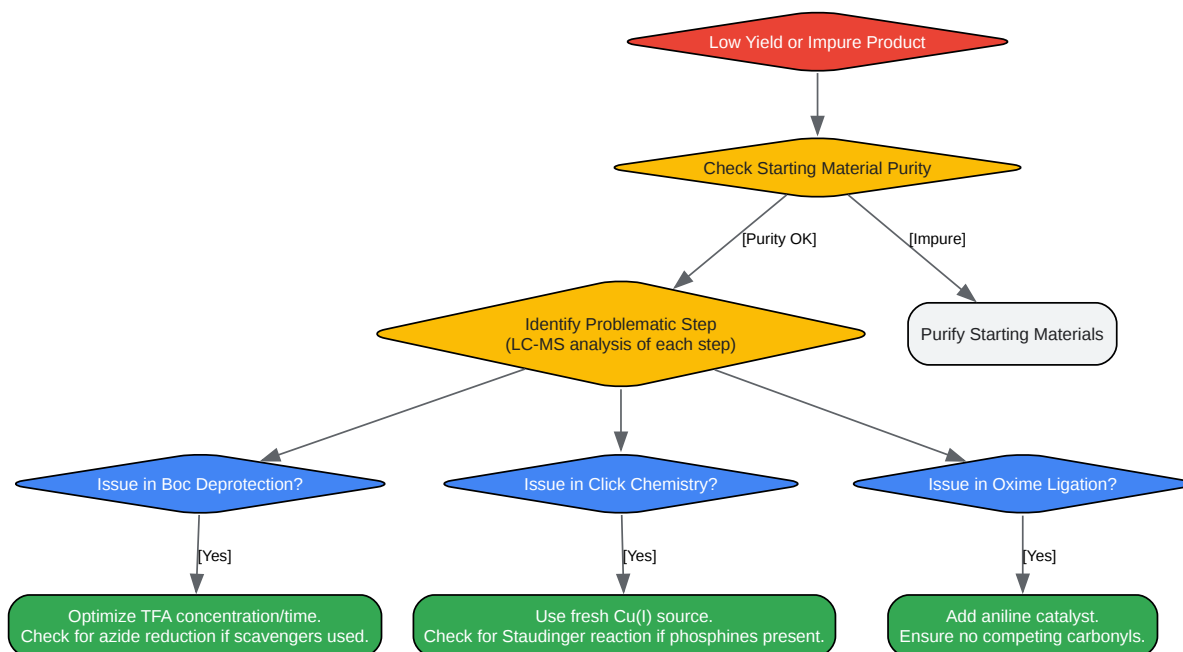 Low Yield or Impure Product
Check Starting Material Purity
[Purity OK]
[Impure]
Identify Problematic Step
(LC-MS analysis of each step)
Purify Starting Materials
Issue in Boc Deprotection?
Issue in Click Chemistry?
Issue in Oxime Ligation?
[Yes]
[Yes]
[Yes]
Optimize TFA concentration/time.
Check for azide reduction if scavengers used.
Use fresh Cu(I) source.
Check for Staudinger reaction if phosphines present.
Add aniline catalyst.
Ensure no competing carbonyls.